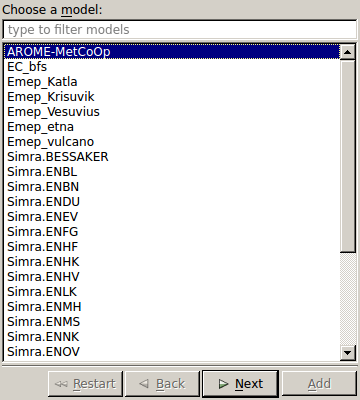 Choose a model:
type to filter models
AROME-MetCoOp
EC_bfs
Emep_Katla
Emep_Krisuvik
Emep_Vesuvius
Emep_etna
Emep_vulcano
Simra.BESSAKER
Simra.ENBL
Simra.ENBN
Simra.ENDU
Simra.ENEV
Simra.ENFG
Simra.ENHF
Simra.ENHK
Simra.ENHV
Simra.ENLK
Simra.ENMH
Simra.ENMS
Simra.ENNK
Simra.ENOV
Restart Back Next Add